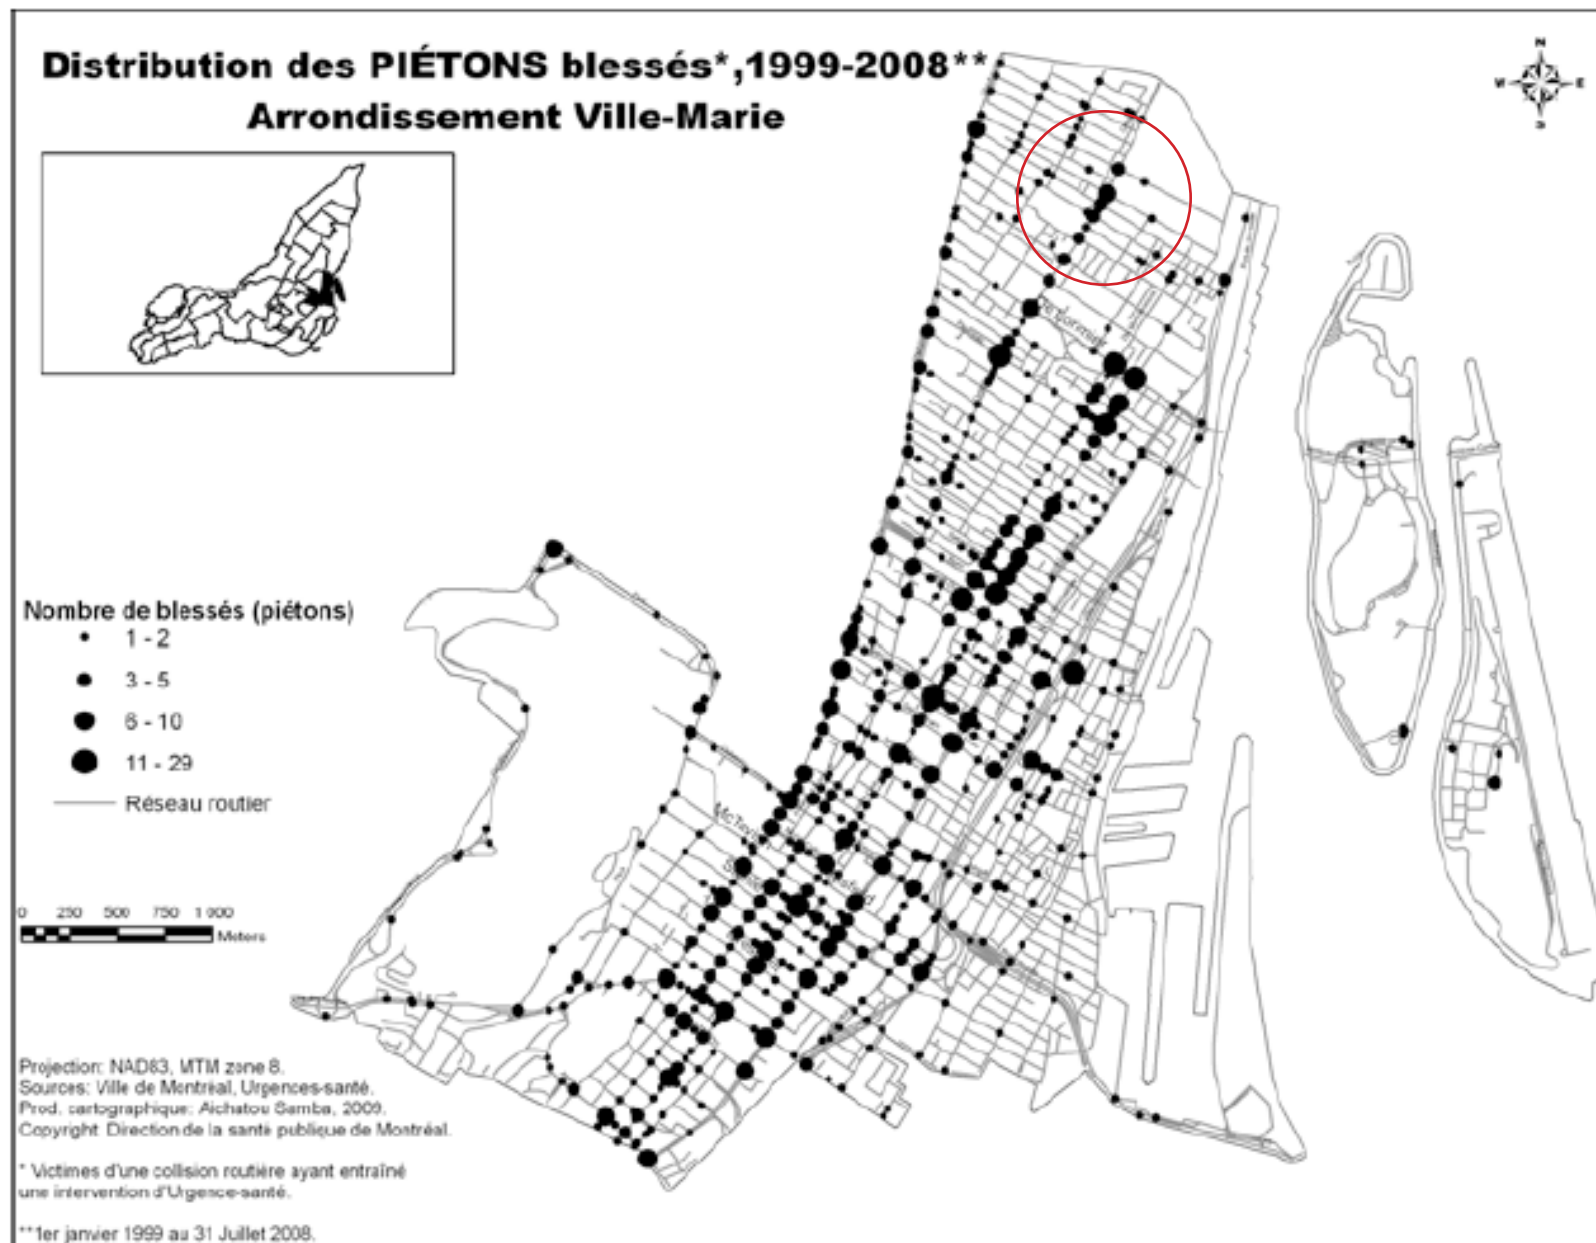 Distribution des PIÉTONS blessés*,1999-2008**
Arrondissement Ville-Marie
N
W
E
S
Nombre de blessés (piétons)
1 - 2
3 - 5
6 - 10
11 - 29
Réseau routier
0 250 500 750 1 000
Meters
Projection: NAD83, MTM zone 8.
Sources: Ville de Montréal, Urgences-santé.
Prod. cartographique: Aichatou Samba, 2009.
Copyright: Direction de la santé publique de Montréal.
* Victimes d'une collision routière ayant entraîné
une intervention d'Urgence-santé.
**1er janvier 1999 au 31 Juillet 2008.